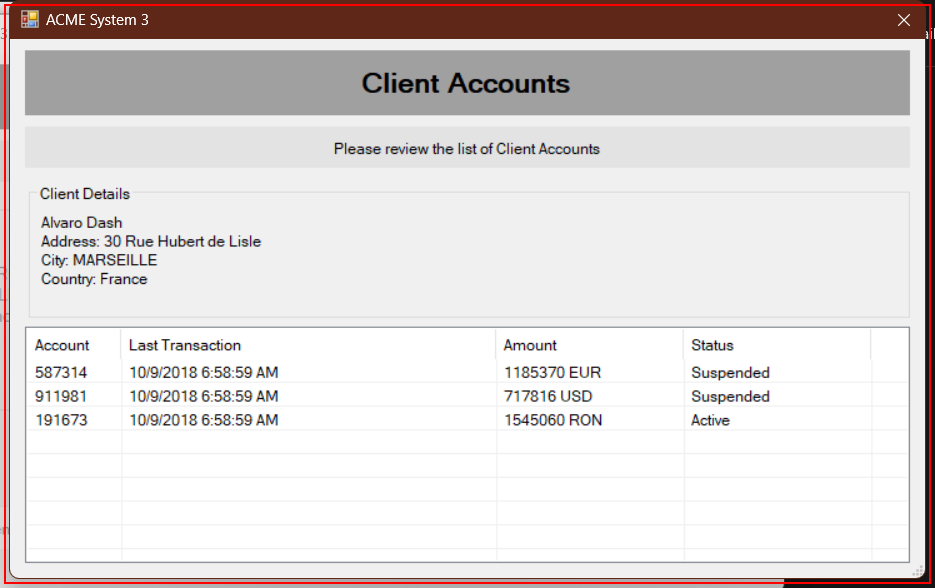 ACME System 3
Client Accounts
Please review the list of Client Accounts
Client Details
Alvaro Dash
Address: 30 Rue Hubert de Lisle
City: MARSEILLE
Country: France
Account Last Transaction Amount Status
587314 10/9/2018 6:58:59 AM 1185370 EUR Suspended
911981 10/9/2018 6:58:59 AM 717816 USD Suspended
191673 10/9/2018 6:58:59 AM 1545060 RON Active